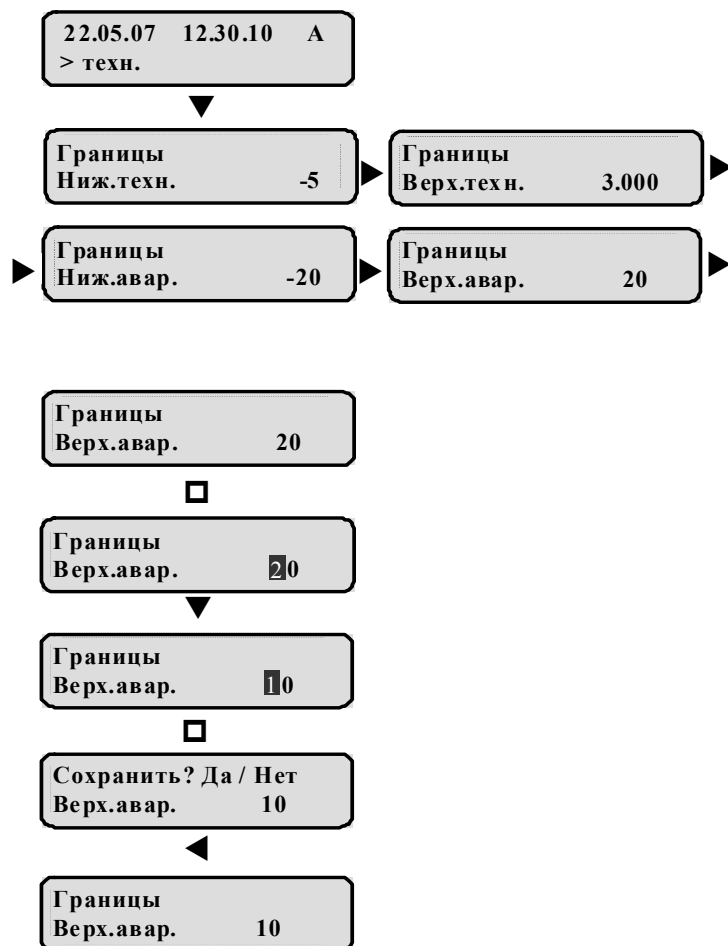 22.05.07 12.30.10 A
> техн.
Границы
Ниж.техн. -5
Границы
Верх.техн. 3.000
Границы
Ниж.авар. -20
Границы
Верх.авар. 20
Границы
Верх.авар. 20
Границы
Верх.авар. 20
Границы
Верх.авар. 10
Сохранить? Да / Нет
Верх.авар. 10
Границы
Верх.авар. 10